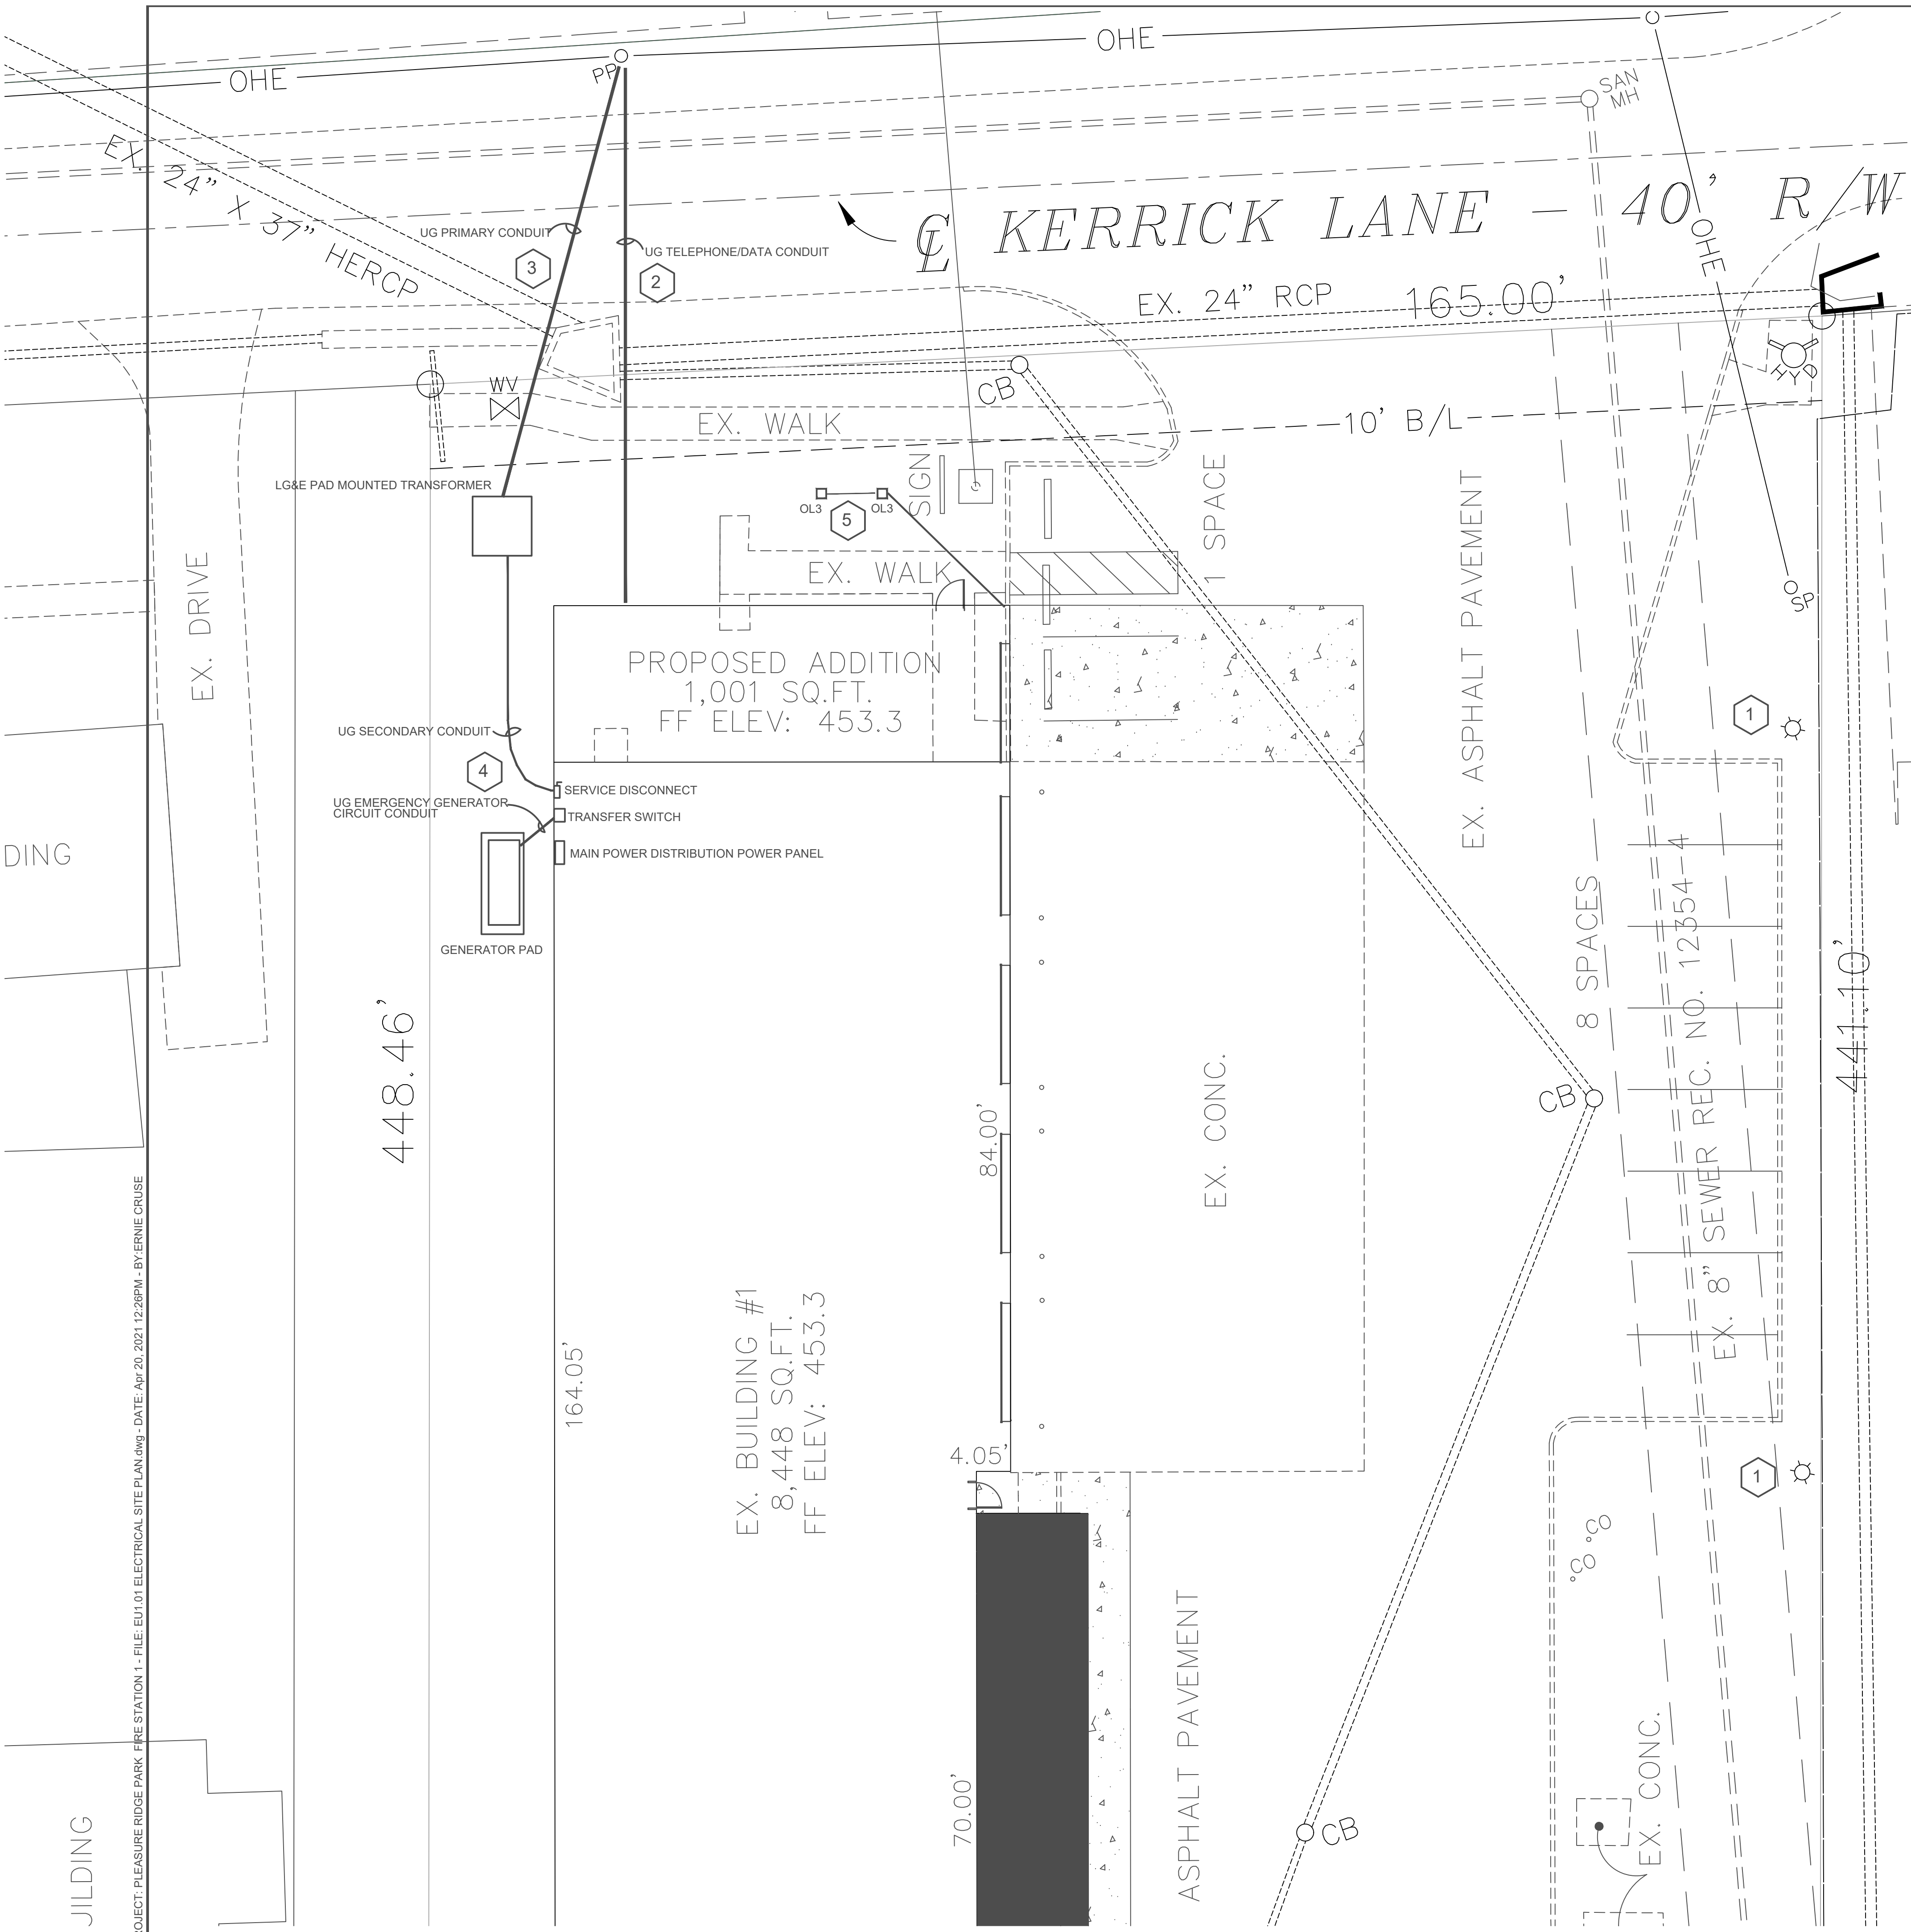 OHE
PP
OHE
SAN
MH
EX. 24" X 37" HERCP
UG PRIMARY CONDUIT
3
UG TELEPHONE/DATA CONDUIT
2
℄ KERRICK LANE - 40' R/W
OHE
EX. 24" RCP
165.00'
HYD
WV
CB
EX. WALK
10' B/L
LG&E PAD MOUNTED TRANSFORMER
OL3
5
OL3
SIGN
1 SPACE
EX. ASPHALT PAVEMENT
EX. DRIVE
EX. WALK
SP
PROPOSED ADDITION
1,001 SQ.FT.
FF ELEV: 453.3
1
UG SECONDARY CONDUIT
4
SERVICE DISCONNECT
UG EMERGENCY GENERATOR
CIRCUIT CONDUIT
TRANSFER SWITCH
MAIN POWER DISTRIBUTION POWER PANEL
DING
GENERATOR PAD
8 SPACES
EX. 8" SEWER REC. NO. 12354-4
441.10'
448.46'
84.00'
EX. CONC.
CB
164.05'
EX. BUILDING #1
8,448 SQ.FT.
FF ELEV: 453.3
4.05'
1
CO
CO
ASPHALT PAVEMENT
70.00'
CB
EX. CONC.
JILDING
OJECT: PLEASURE RIDGE PARK FIRE STATION 1 - FILE: EU1.01 ELECTRICAL SITE PLAN.dwg - DATE: Apr 20, 2021 12:26PM - BY:ERNIE CRUSE